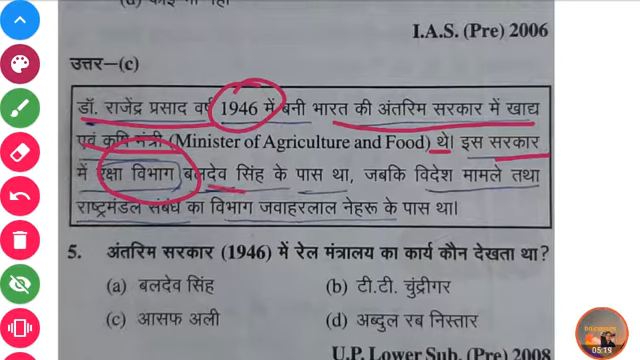 I.A.S. (Pre) 2006
उत्तर–(c)
डॉ. राजेंद्र प्रसाद वर्ष 1946 में बनी भारत की अंतरिम सरकार में खाद्य
एवं कृषि मंत्री (Minister of Agriculture and Food) थे। इस सरकार
में रक्षा विभाग बलदेव सिंह के पास था, जबकि विदेश मामले तथा
राष्ट्रमंडल संबंध का विभाग जवाहरलाल नेहरू के पास था।
5. अंतरिम सरकार (1946) में रेल मंत्रालय का कार्य कौन देखता था?
(a) बलदेव सिंह (b) टी.टी. चुंद्रीगर
(c) आसफ अली (d) अब्दुल रब निस्तार
U.P. Lower Sub. (Pre) 2008
05:19